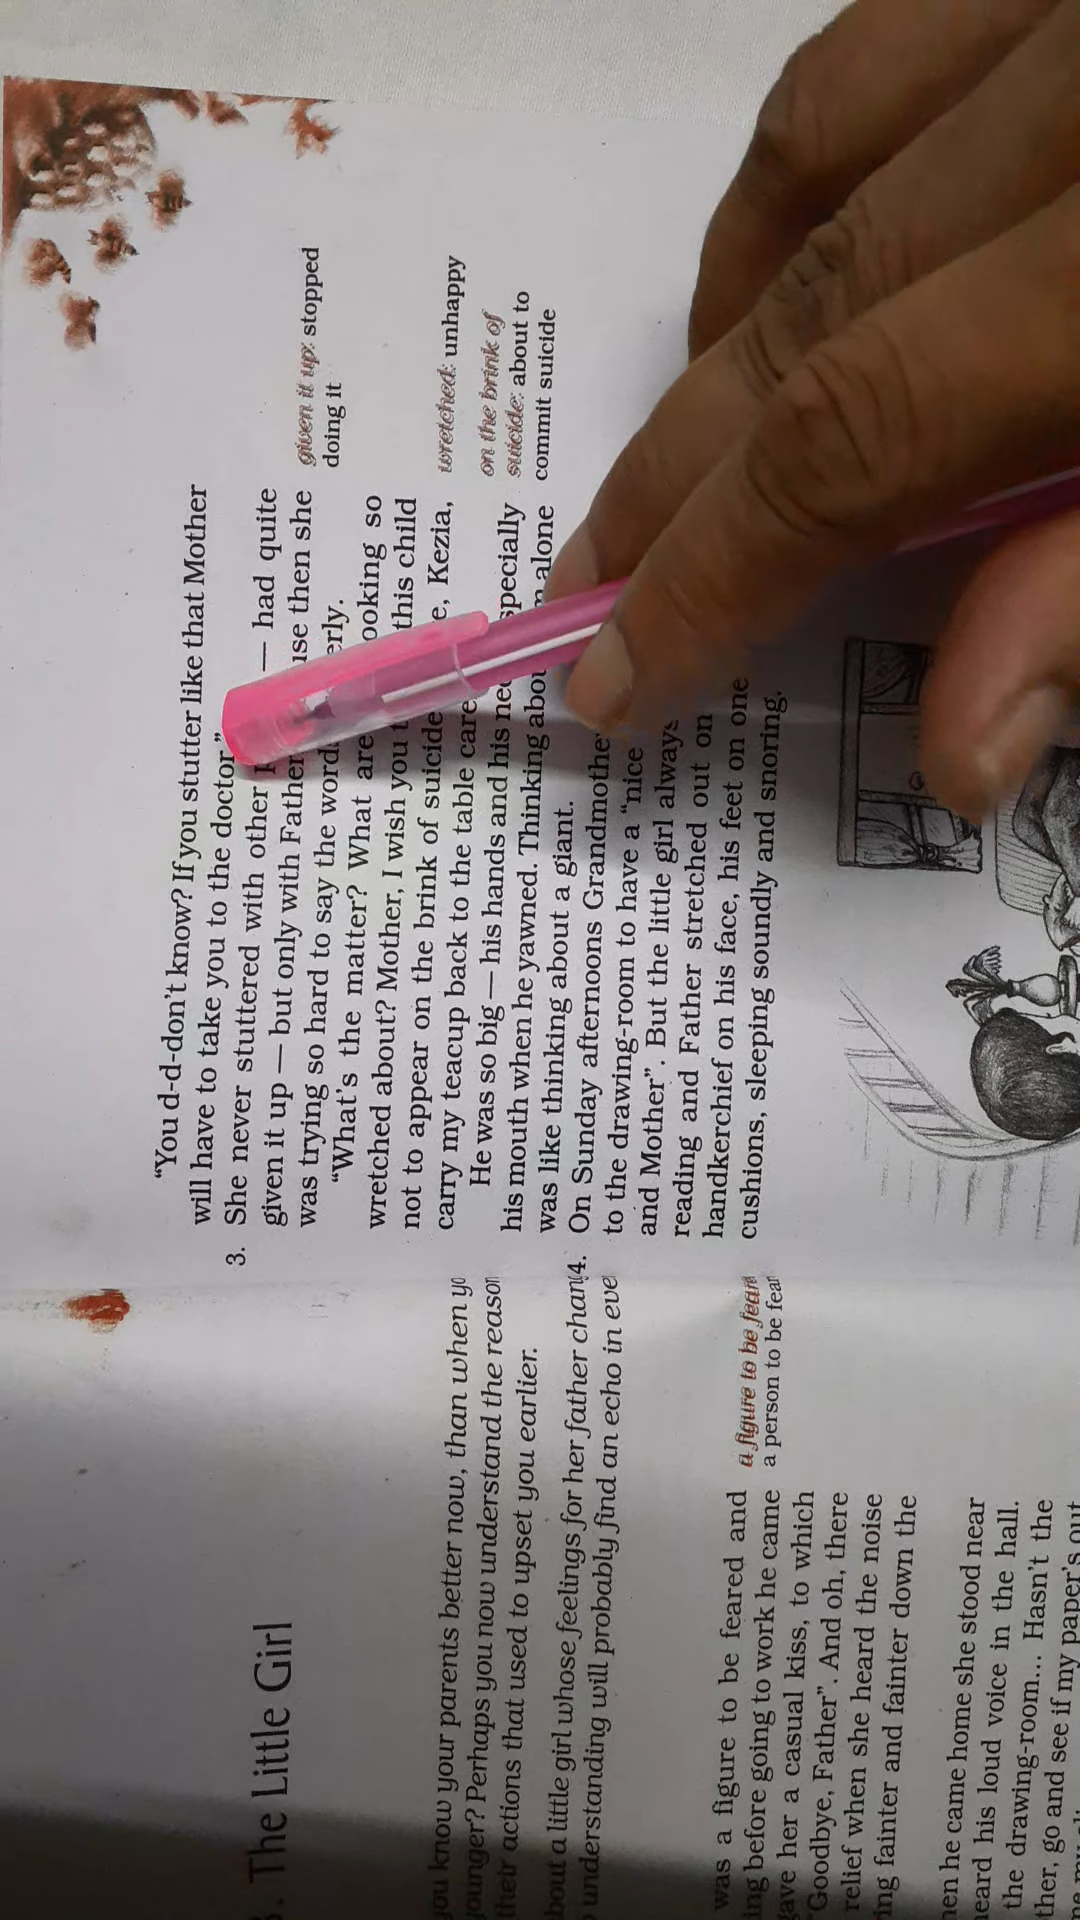 . The Little Girl
you know your parents better now, than when yo
younger? Perhaps you now understand the reason
their actions that used to upset you earlier.
bout a little girl whose feelings for her father chan
understanding will probably find an echo in eve
was a figure to be feared and
ing before going to work he came
gave her a casual kiss, to which
“Goodbye, Father”. And oh, there
relief when she heard the noise
ing fainter and fainter down the
a figure to be feare
a person to be fear
hen he came home she stood near
eard his loud voice in the hall.
the drawing-room... Hasn't the
ther, go and see if my paper's out
“You d-d-don't know? If you stutter like that Mother
will have to take you to the doctor.”
3. She never stuttered with other — had quite
given it up — but only with Father use then she
was trying so hard to say the word erly.
“What's the matter? What are ooking so
wretched about? Mother, I wish you t this child
not to appear on the brink of suicide e, Kezia,
carry my teacup back to the table care
He was so big — his hands and his nec specially
his mouth when he yawned. Thinking abou alone
was like thinking about a giant.
4. On Sunday afternoons Grandmothe
to the drawing-room to have a “nice
and Mother”. But the little girl always
reading and Father stretched out on
handkerchief on his face, his feet on one
cushions, sleeping soundly and snoring.
given it up: stopped
doing it
wretched: unhappy
on the brink of
suicide: about to
commit suicide